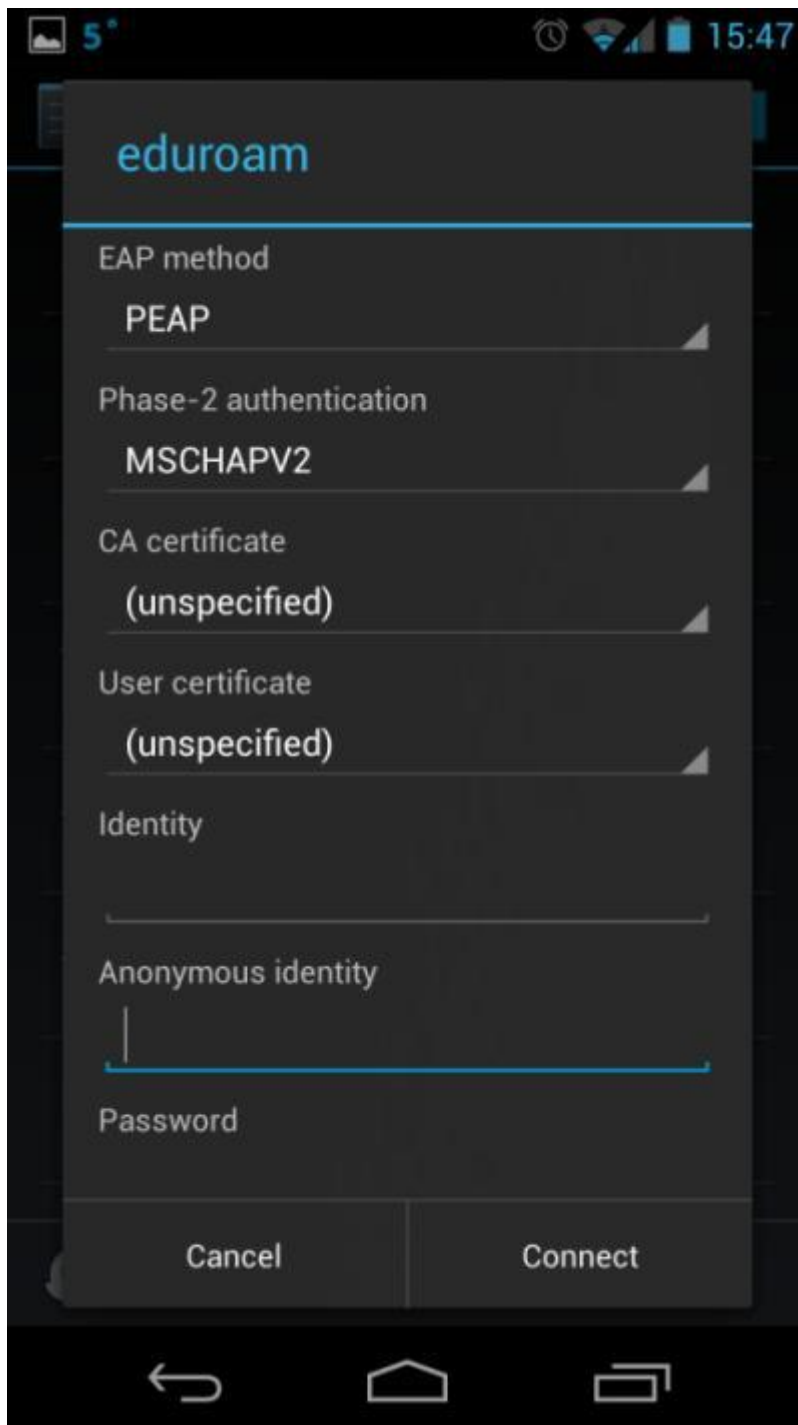 5° 15:47
eduroam
EAP method
PEAP
Phase-2 authentication
MSCHAPV2
CA certificate
(unspecified)
User certificate
(unspecified)
Identity
Anonymous identity
Password
Cancel Connect